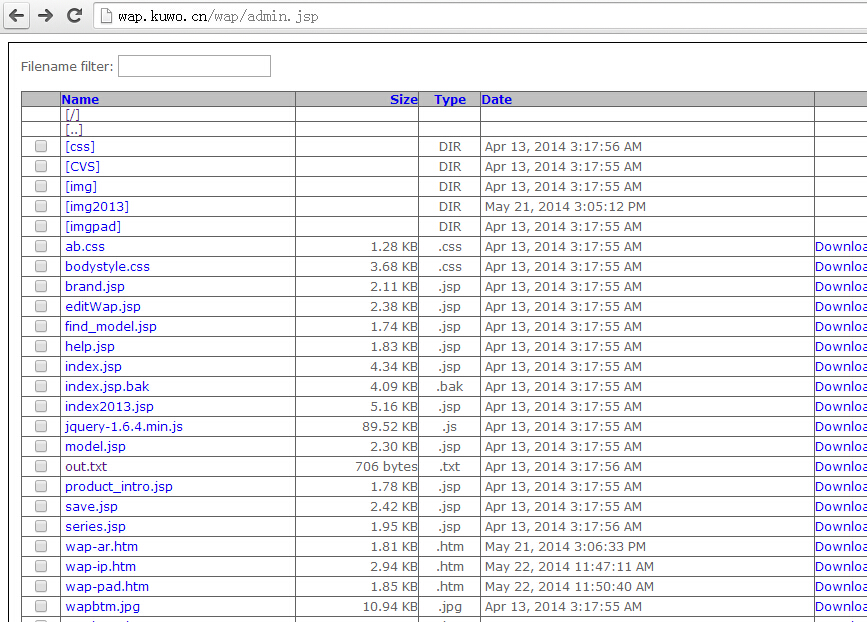 wap.kuwo.cn/wap/admin.jsp
Filename filter:
Name Size Type Date
[/]
[..]
[css] DIR Apr 13, 2014 3:17:56 AM
[CVS] DIR Apr 13, 2014 3:17:55 AM
[img] DIR Apr 13, 2014 3:17:55 AM
[img2013] DIR May 21, 2014 3:05:12 PM
[imgpad] DIR Apr 13, 2014 3:17:55 AM
ab.css 1.28 KB .css Apr 13, 2014 3:17:55 AM Downloa
bodystyle.css 3.68 KB .css Apr 13, 2014 3:17:55 AM Downloa
brand.jsp 2.11 KB .jsp Apr 13, 2014 3:17:55 AM Downloa
editWap.jsp 2.38 KB .jsp Apr 13, 2014 3:17:55 AM Downloa
find_model.jsp 1.74 KB .jsp Apr 13, 2014 3:17:55 AM Downloa
help.jsp 1.83 KB .jsp Apr 13, 2014 3:17:55 AM Downloa
index.jsp 4.34 KB .jsp Apr 13, 2014 3:17:55 AM Downloa
index.jsp.bak 4.09 KB .bak Apr 13, 2014 3:17:55 AM Downloa
index2013.jsp 5.16 KB .jsp Apr 13, 2014 3:17:55 AM Downloa
jquery-1.6.4.min.js 89.52 KB .js Apr 13, 2014 3:17:55 AM Downloa
model.jsp 2.30 KB .jsp Apr 13, 2014 3:17:55 AM Downloa
out.txt 706 bytes .txt Apr 13, 2014 3:17:56 AM Downloa
product_intro.jsp 1.78 KB .jsp Apr 13, 2014 3:17:55 AM Downloa
save.jsp 2.42 KB .jsp Apr 13, 2014 3:17:55 AM Downloa
series.jsp 1.95 KB .jsp Apr 13, 2014 3:17:56 AM Downloa
wap-ar.htm 1.81 KB .htm May 21, 2014 3:06:33 PM Downloa
wap-ip.htm 2.94 KB .htm May 22, 2014 11:47:11 AM Downloa
wap-pad.htm 1.85 KB .htm May 22, 2014 11:50:40 AM Downloa
wapbtm.jpg 10.94 KB .jpg Apr 13, 2014 3:17:55 AM Downloa